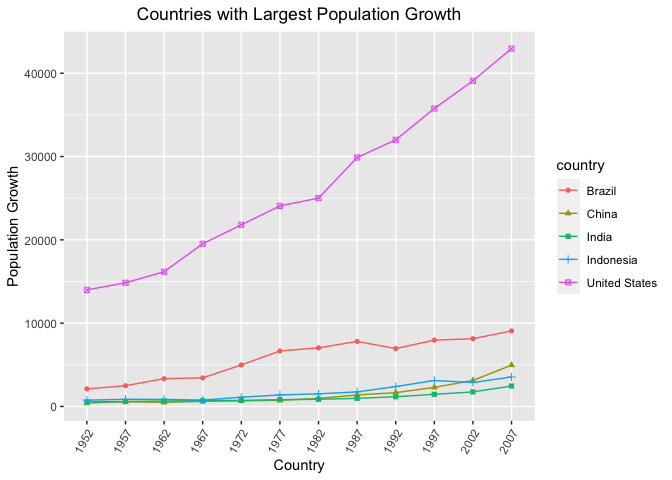 Countries with Largest Population Growth
Population Growth
40000
30000
20000
10000
0
1952 1957 1962 1967 1972 1977 1982 1987 1992 1997 2002 2007
Country
country
Brazil
China
India
Indonesia
United States